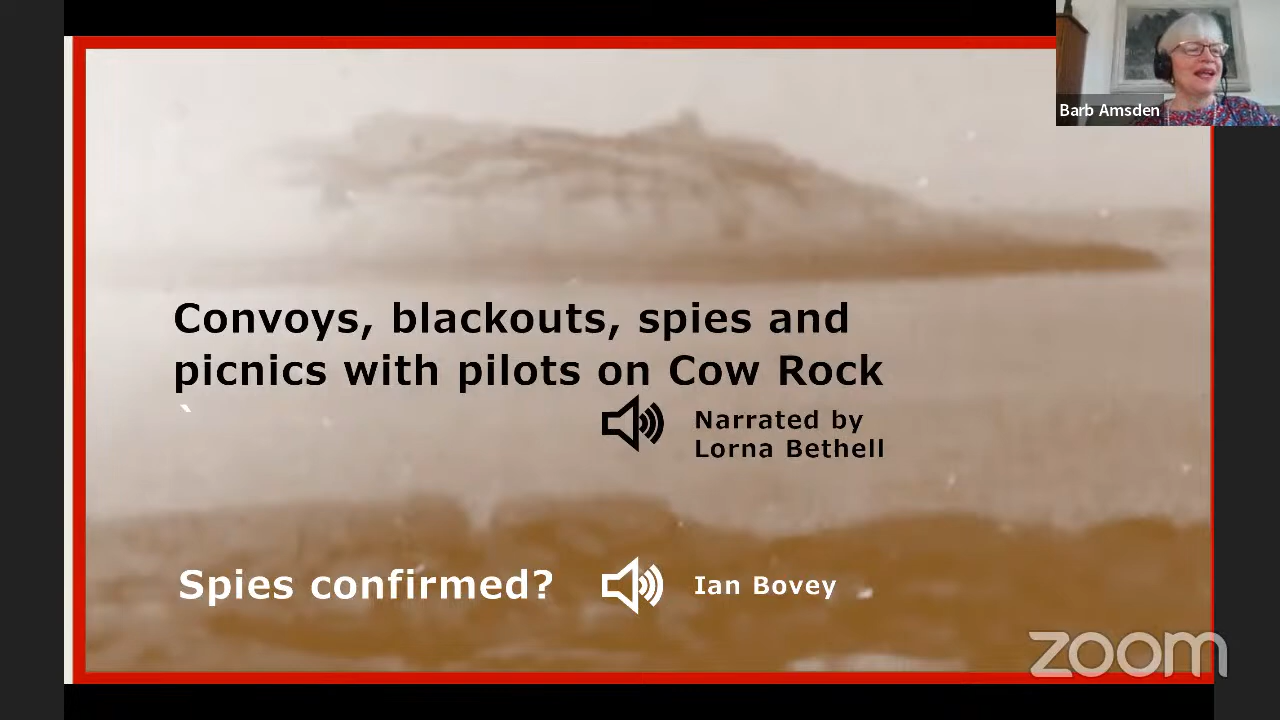 Barb Amsden
Convoys, blackouts, spies and
picnics with pilots on Cow Rock
Narrated by
Lorna Bethell
Spies confirmed?
Ian Bovey
zoom